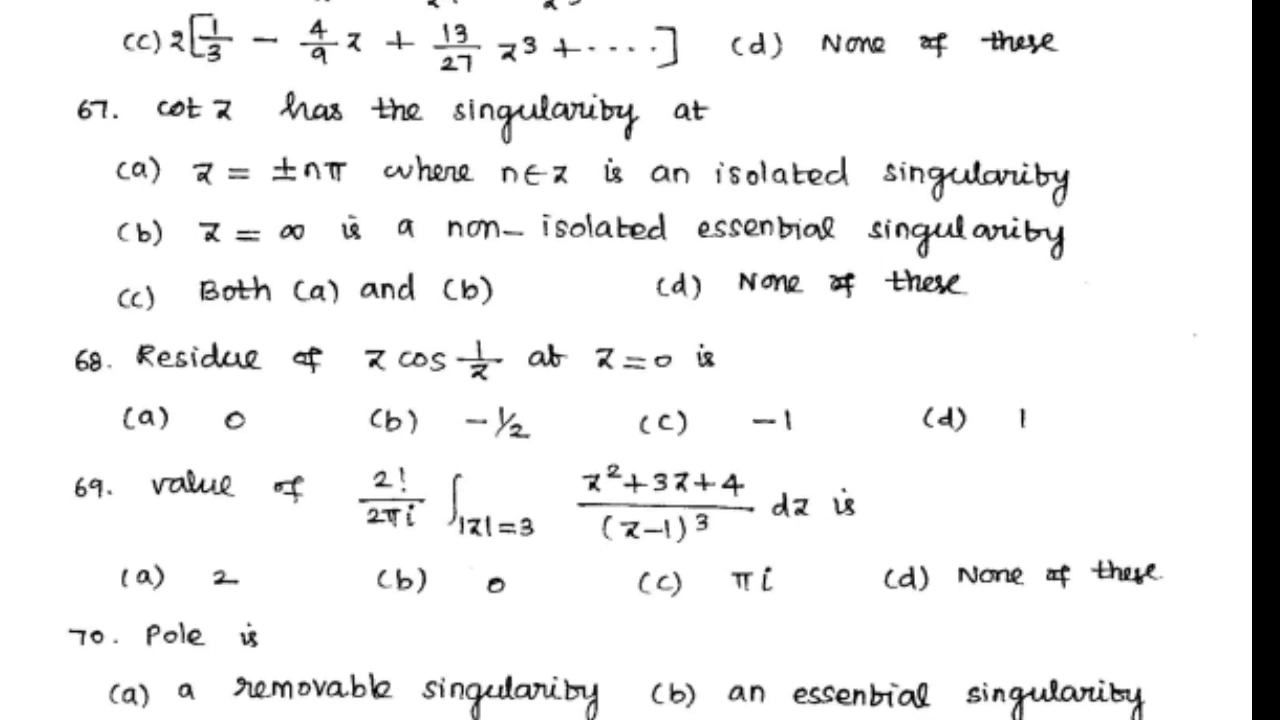 (c) 2[1/3 - 4/9 z + 13/27 z³ + ....] (d) None of these
67. cot z has the singularity at
(a) z = ±nπ where n∈z is an isolated singularity
(b) z = ∞ is a non-isolated essential singularity
(c) Both (a) and (b) (d) None of these
68. Residue of z cos 1/z at z=0 is
(a) 0 (b) -1/2 (c) -1 (d) 1
69. value of 2!/2πi ∫|z|=3 z²+3z+4/(z-1)³ dz is
(a) 2 (b) 0 (c) πi (d) None of these
70. Pole is
(a) a removable singularity (b) an essential singularity